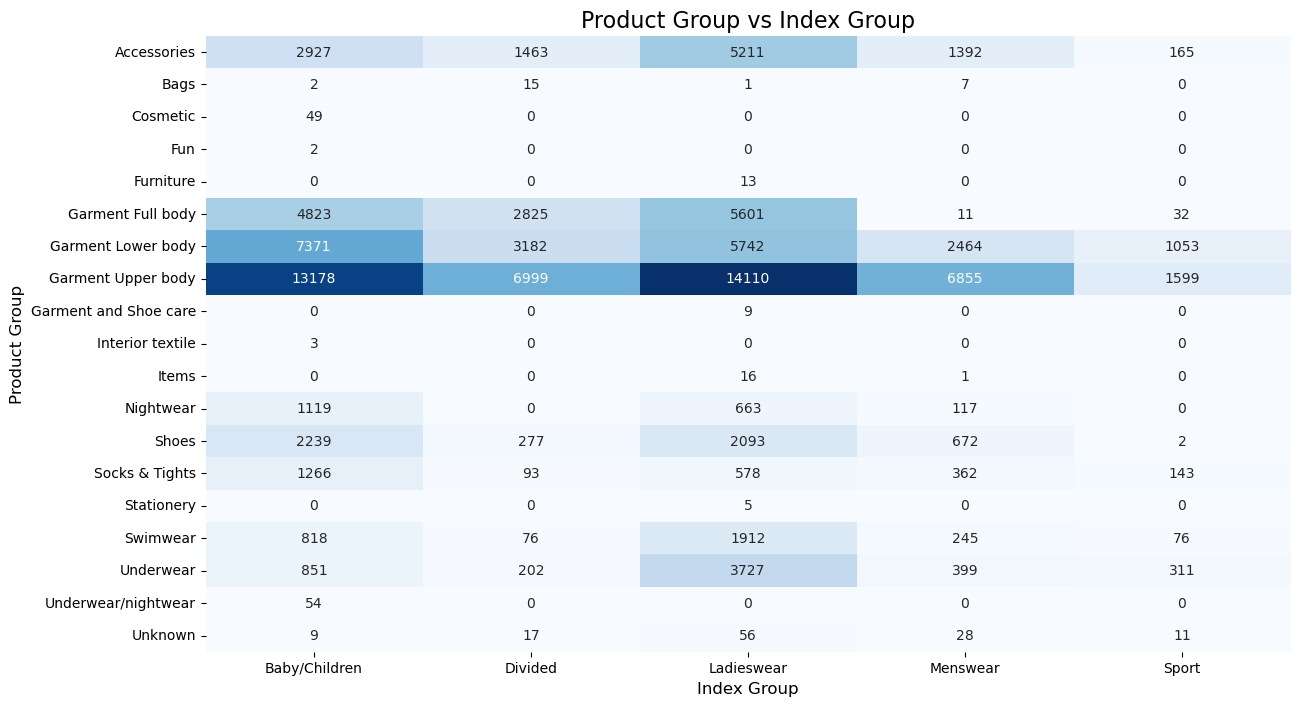 Product Group vs Index Group
Product Group
Accessories 2927 1463 5211 1392 165
Bags 2 15 1 7 0
Cosmetic 49 0 0 0 0
Fun 2 0 0 0 0
Furniture 0 0 13 0 0
Garment Full body 4823 2825 5601 11 32
Garment Lower body 7371 3182 5742 2464 1053
Garment Upper body 13178 6999 14110 6855 1599
Garment and Shoe care 0 0 9 0 0
Interior textile 3 0 0 0 0
Items 0 0 16 1 0
Nightwear 1119 0 663 117 0
Shoes 2239 277 2093 672 2
Socks & Tights 1266 93 578 362 143
Stationery 0 0 5 0 0
Swimwear 818 76 1912 245 76
Underwear 851 202 3727 399 311
Underwear/nightwear 54 0 0 0 0
Unknown 9 17 56 28 11
Baby/Children Divided Ladieswear Menswear Sport
Index Group